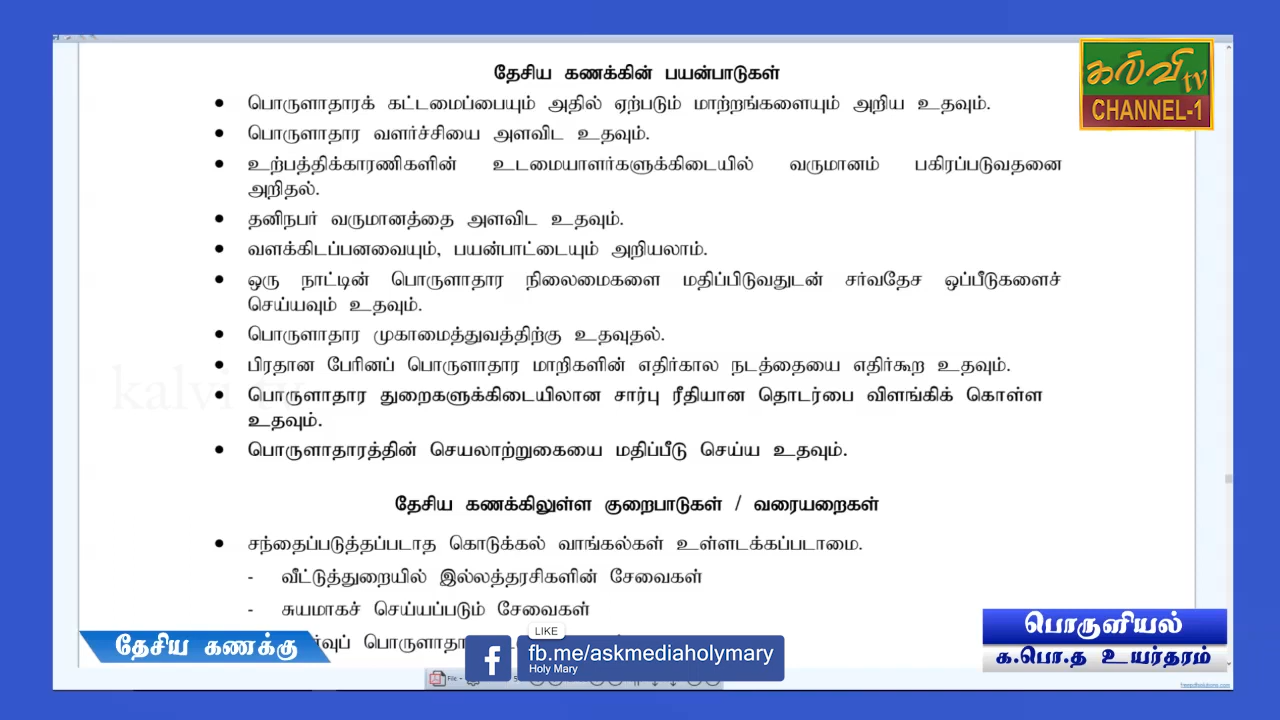 தேசிய கணக்கின் பயன்பாடுகள்
கல்வி tv
CHANNEL-1
• பொருளாதாரக் கட்டமைப்பையும் அதில் ஏற்படும் மாற்றங்களையும் அறிய உதவும்.
• பொருளாதார வளர்ச்சியை அளவிட உதவும்.
• உற்பத்திக்காரணிகளின் உடமையாளர்களுக்கிடையில் வருமானம் பகிரப்படுவதனை
அறிதல்.
• தனிநபர் வருமானத்தை அளவிட உதவும்.
• வளக்கிடப்பனவையும், பயன்பாட்டையும் அறியலாம்.
• ஒரு நாட்டின் பொருளாதார நிலைமைகளை மதிப்பிடுவதுடன் சர்வதேச ஒப்பீடுகளைச்
செய்யவும் உதவும்.
• பொருளாதார முகாமைத்துவத்திற்கு உதவுதல்.
• பிரதான பேரினப் பொருளாதார மாறிகளின் எதிர்கால நடத்தையை எதிர்கூற உதவும்.
kalvi tv
• பொருளாதார துறைகளுக்கிடையிலான சார்பு ரீதியான தொடர்பை விளங்கிக் கொள்ள
உதவும்.
• பொருளாதாரத்தின் செயலாற்றுகையை மதிப்பீடு செய்ய உதவும்.
தேசிய கணக்கிலுள்ள குறைபாடுகள் / வரையறைகள்
• சந்தைப்படுத்தப்படாத கொடுக்கல் வாங்கல்கள் உள்ளடக்கப்படாமை.
- வீட்டுத்துறையில் இல்லத்தரசிகளின் சேவைகள்
- சுயமாகச் செய்யப்படும் சேவைகள்
தேசிய கணக்கு
LIKE
fb.me/askmediaholymary
Holy Mary
பொருளியல்
க.பொ.த உயர்தரம்
File